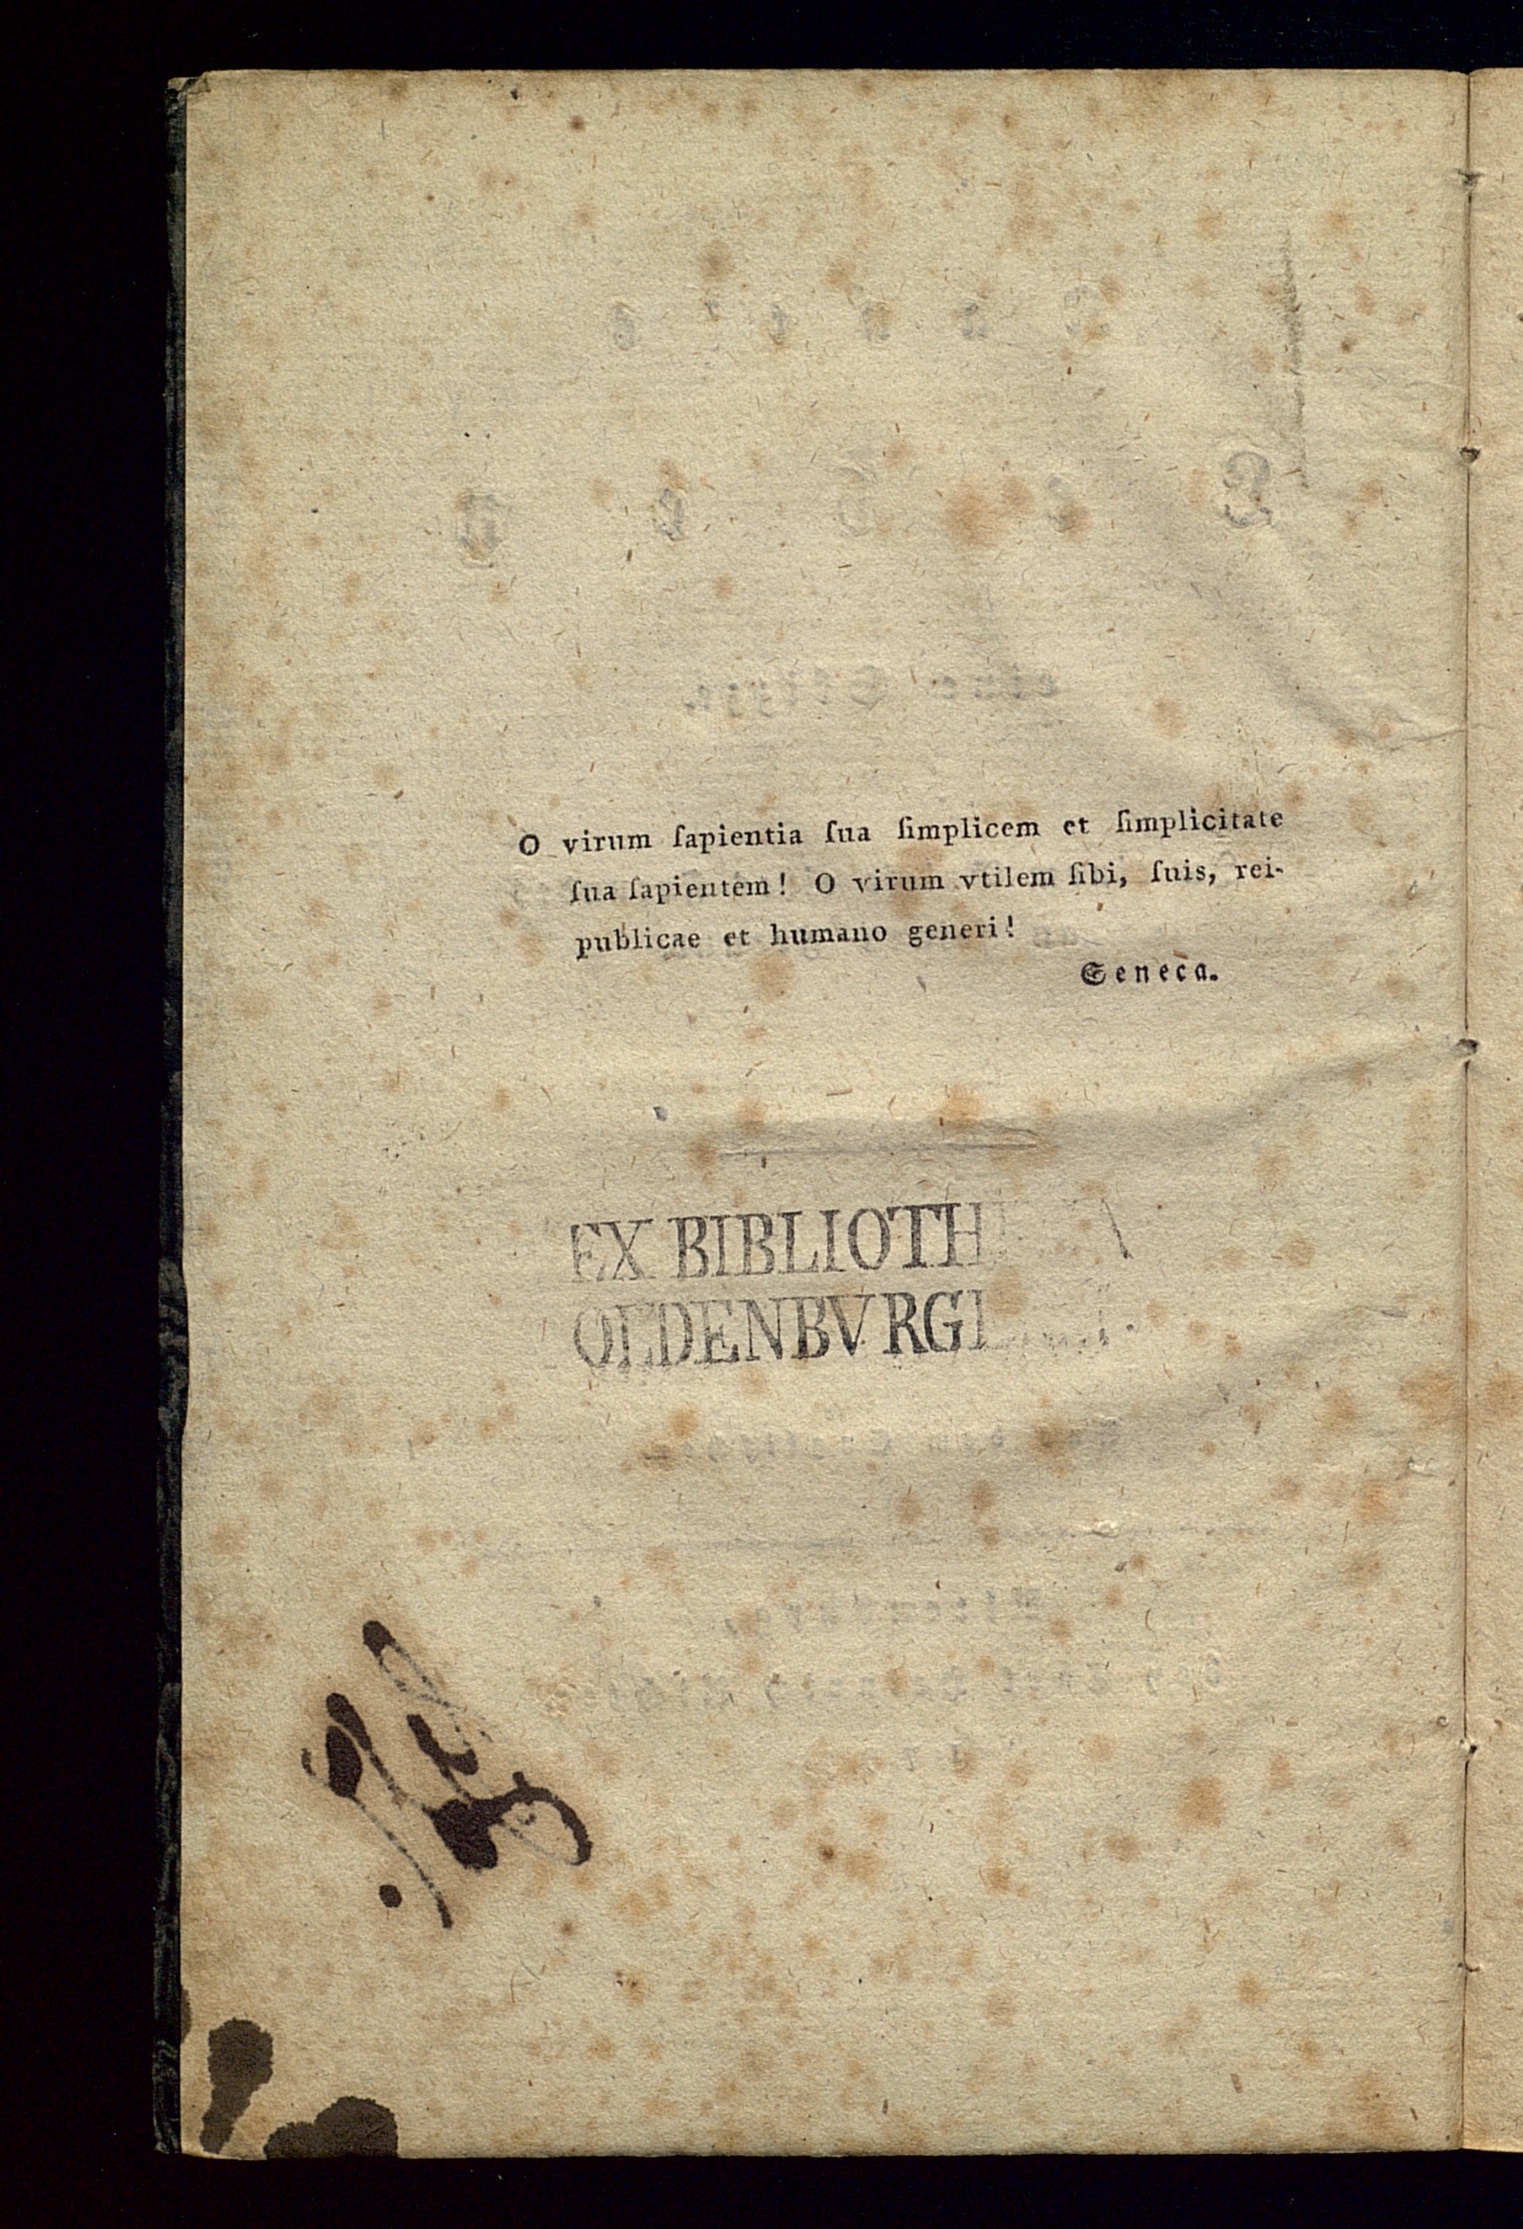 O virum ſapientia ſua ſimplicem et ſimplicitate
ſua ſapientem! O virum vtilem ſibi, ſuis, rei-
publicae et humano generi!
Seneca.
EX
OLDENBVRG